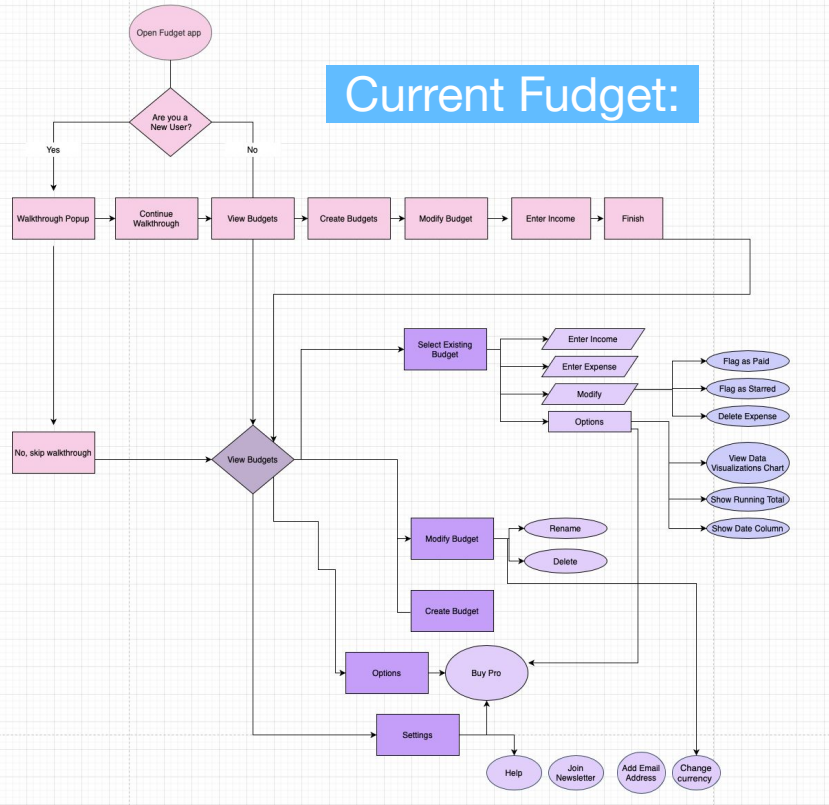 Open Fudget app
Current Fudget:
Are you a
New User?
Yes
No
Walkthrough Popup
Continue
Walkthrough
View Budgets
Create Budgets
Modify Budget
Enter Income
Finish
Select Existing
Budget
Enter Income
Enter Expense
Modify
Options
Flag as Paid
Flag as Starred
Delete Expense
View Data
Visualizations Chart
Show Running Total
Show Date Column
No, skip walkthrough
View Budgets
Modify Budget
Rename
Delete
Create Budget
Options
Buy Pro
Settings
Help
Join
Newsletter
Add Email
Address
Change
currency